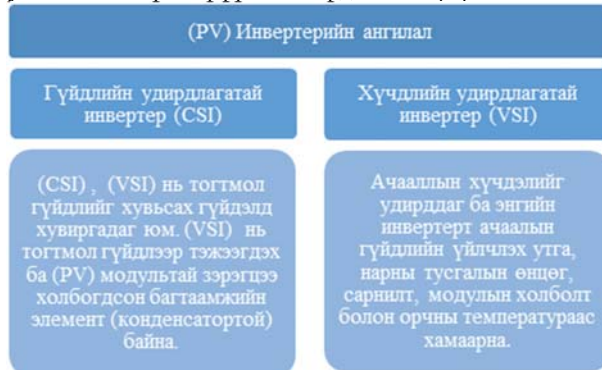 (PV) Инвертерийн ангилал
Гүйдлийн удирдлагатай
инвертер (CSI)
Хүчдлийн удирдлагатай
инвертер (VSI)
(CSI) , (VSI) нь тогтмол
гүйдлийг хувьсах гүйдэлд
хувиргадаг юм. (VSI) нь
тогтмол гүйдлээр тэжээгдэх
ба (PV) модультай зэрэгцээ
холбогдсон багтаамжийн
элемент (конденсатортой)
байна.
Ачааллын хүчдэлийг
удирддаг ба энгийн
инвертерт ачаалын
гүйдлийн үйлчлэх утга,
нарны тусгалын өнцөг,
сарнилт, модулын холболт
болон орчны температураас
хамаарна.